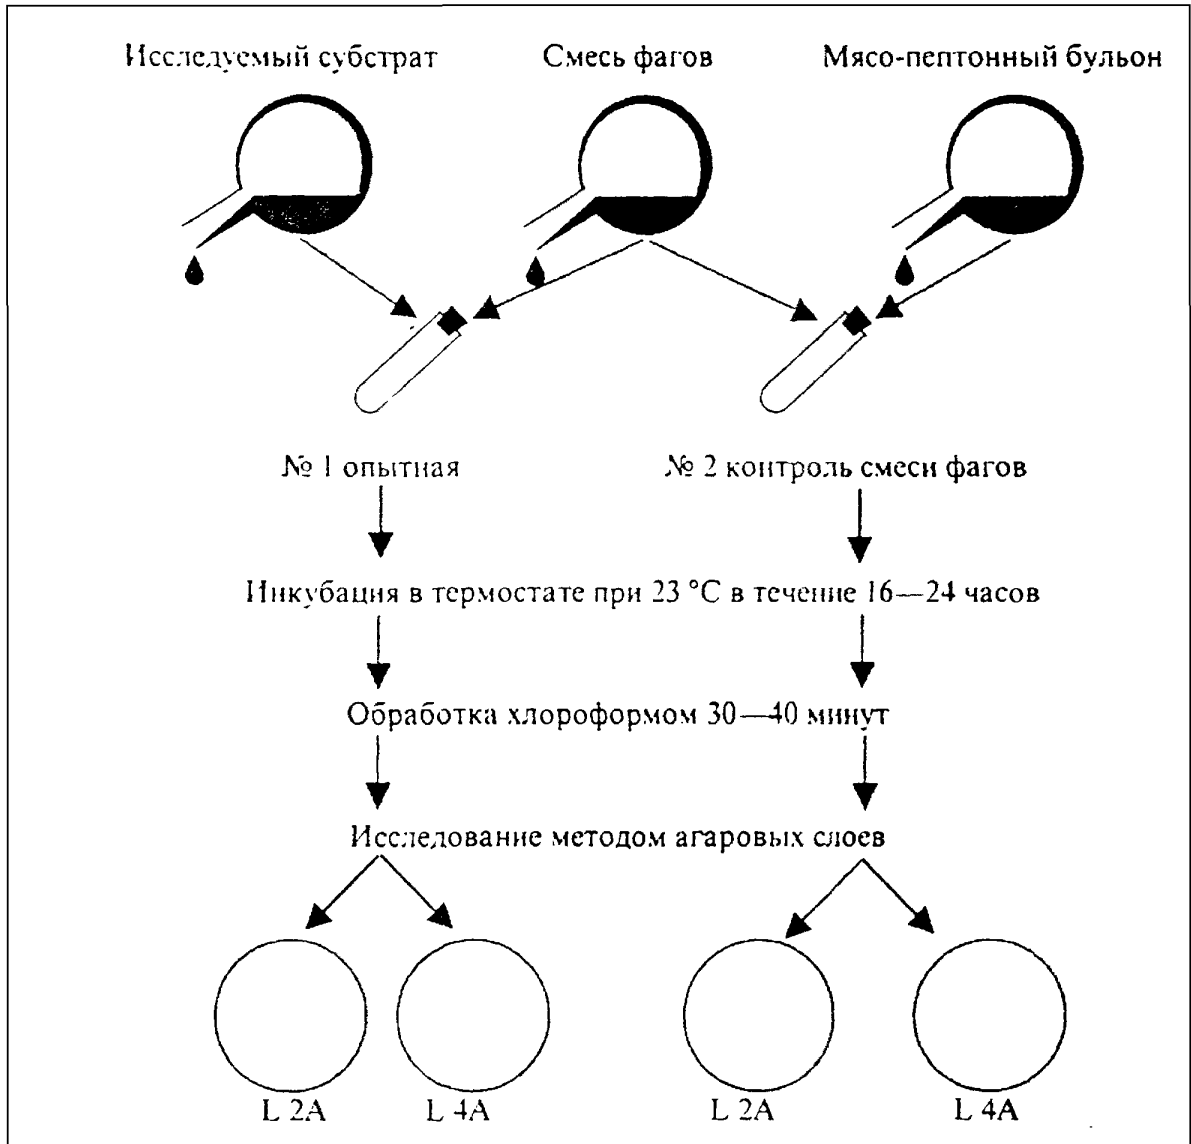 Исследуемый субстрат Смесь фагов Мясо-пептонный бульон
№ 1 опытная № 2 контроль смеси фагов
Инкубация в термостате при 23 °С в течение 16—24 часов
Обработка хлороформом 30—40 минут
Исследование методом агаровых слоев
L 2A L 4A L 2A L 4A